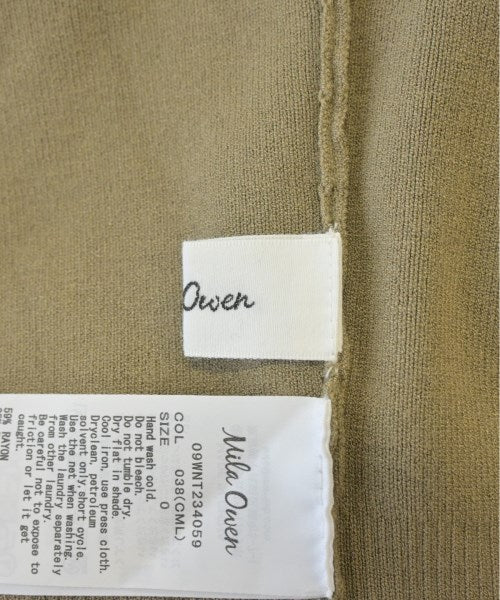 Owen
Mila Owen
09WNT234059
COL 038(CML)
SIZE 0
Hand wash cold.
Do not bleach.
Do not tumble dry.
Dry flat in shade.
Cool iron, use press cloth.
Dryclean, petroleum
solvent only, short cycle.
Use the net when washing.
Wash the laundry separately
from other laundry.
Be careful not to expose to
friction or let it get
caught.
59% RAYON